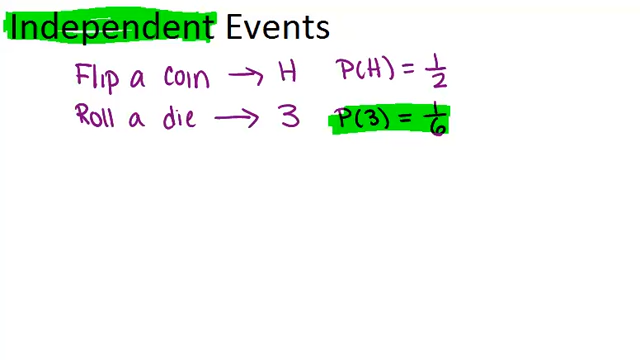 Independent Events
Flip a coin → H P(H) = 1/2
Roll a die → 3 P(3) = 1/6